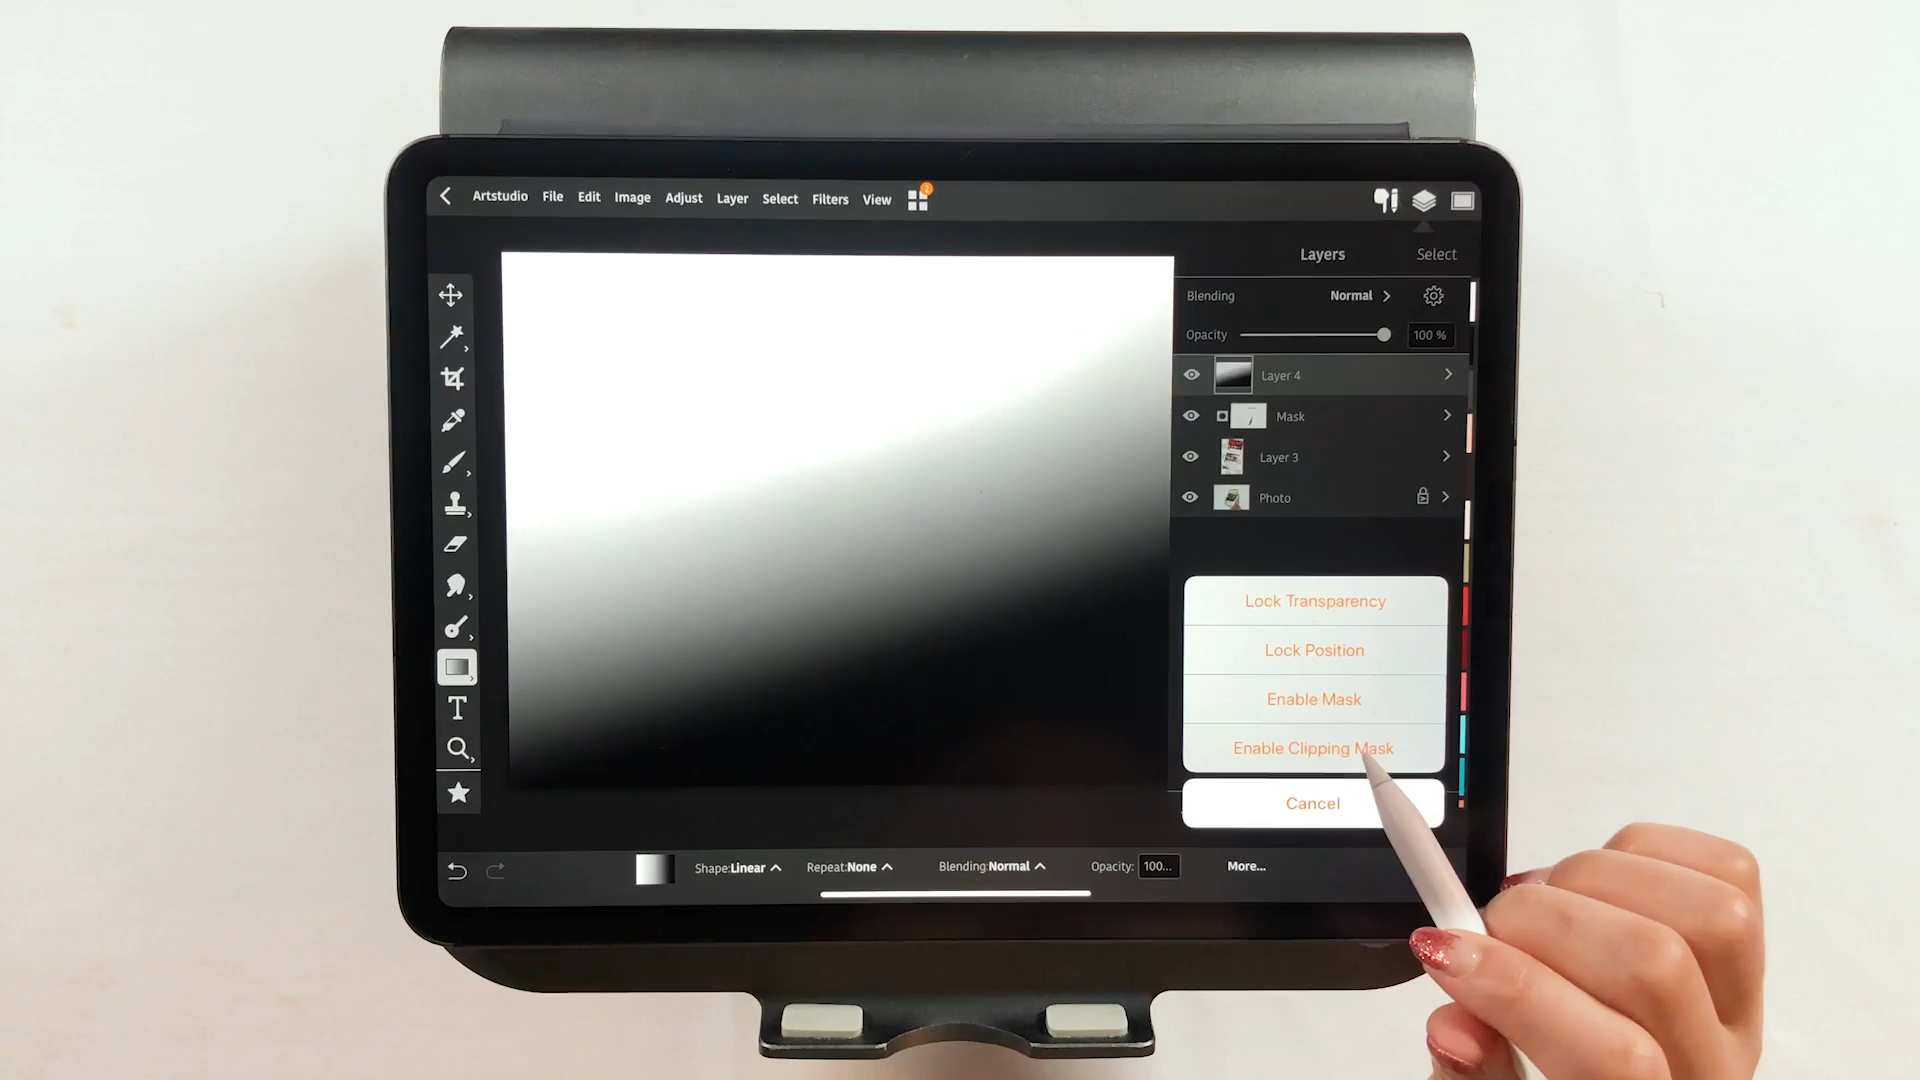 Artstudio File Edit Image Adjust Layer Select Filters View 2
Layers Select
Blending Normal
Opacity 100 %
Layer 4
Mask
Layer 3
Photo
Lock Transparency
Lock Position
Enable Mask
Enable Clipping Mask
Cancel
T
Shape:Linear Repeat:None Blending:Normal Opacity: 100... More...